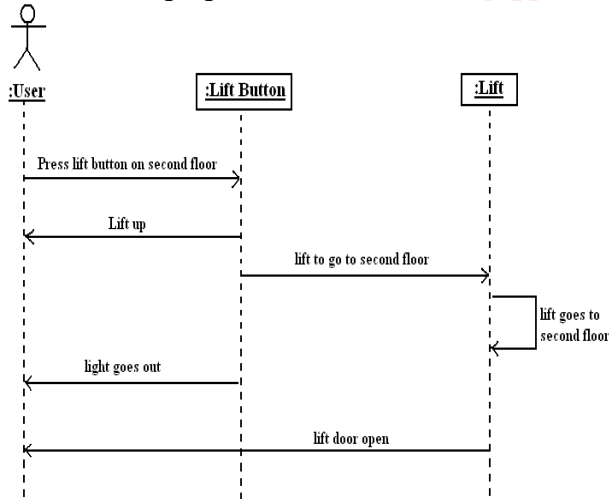 :User
:Lift Button
:Lift
Press lift button on second floor
Lift up
lift to go to second floor
lift goes to
second floor
light goes out
lift door open